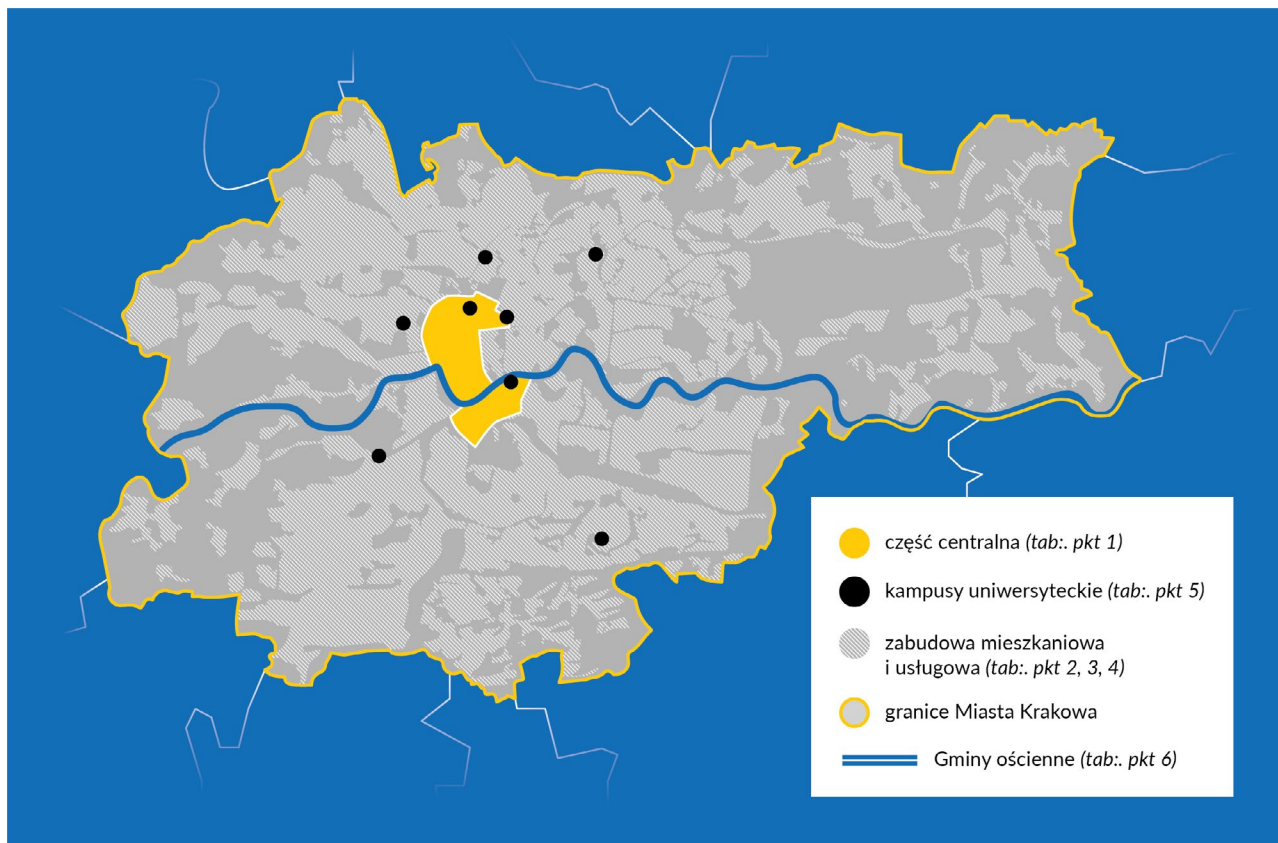 część centralna (tab:. pkt 1)
kampusy uniwersyteckie (tab:. pkt 5)
zabudowa mieszkaniowa
i usługowa (tab:. pkt 2, 3, 4)
granice Miasta Krakowa
Gminy ościenne (tab:. pkt 6)